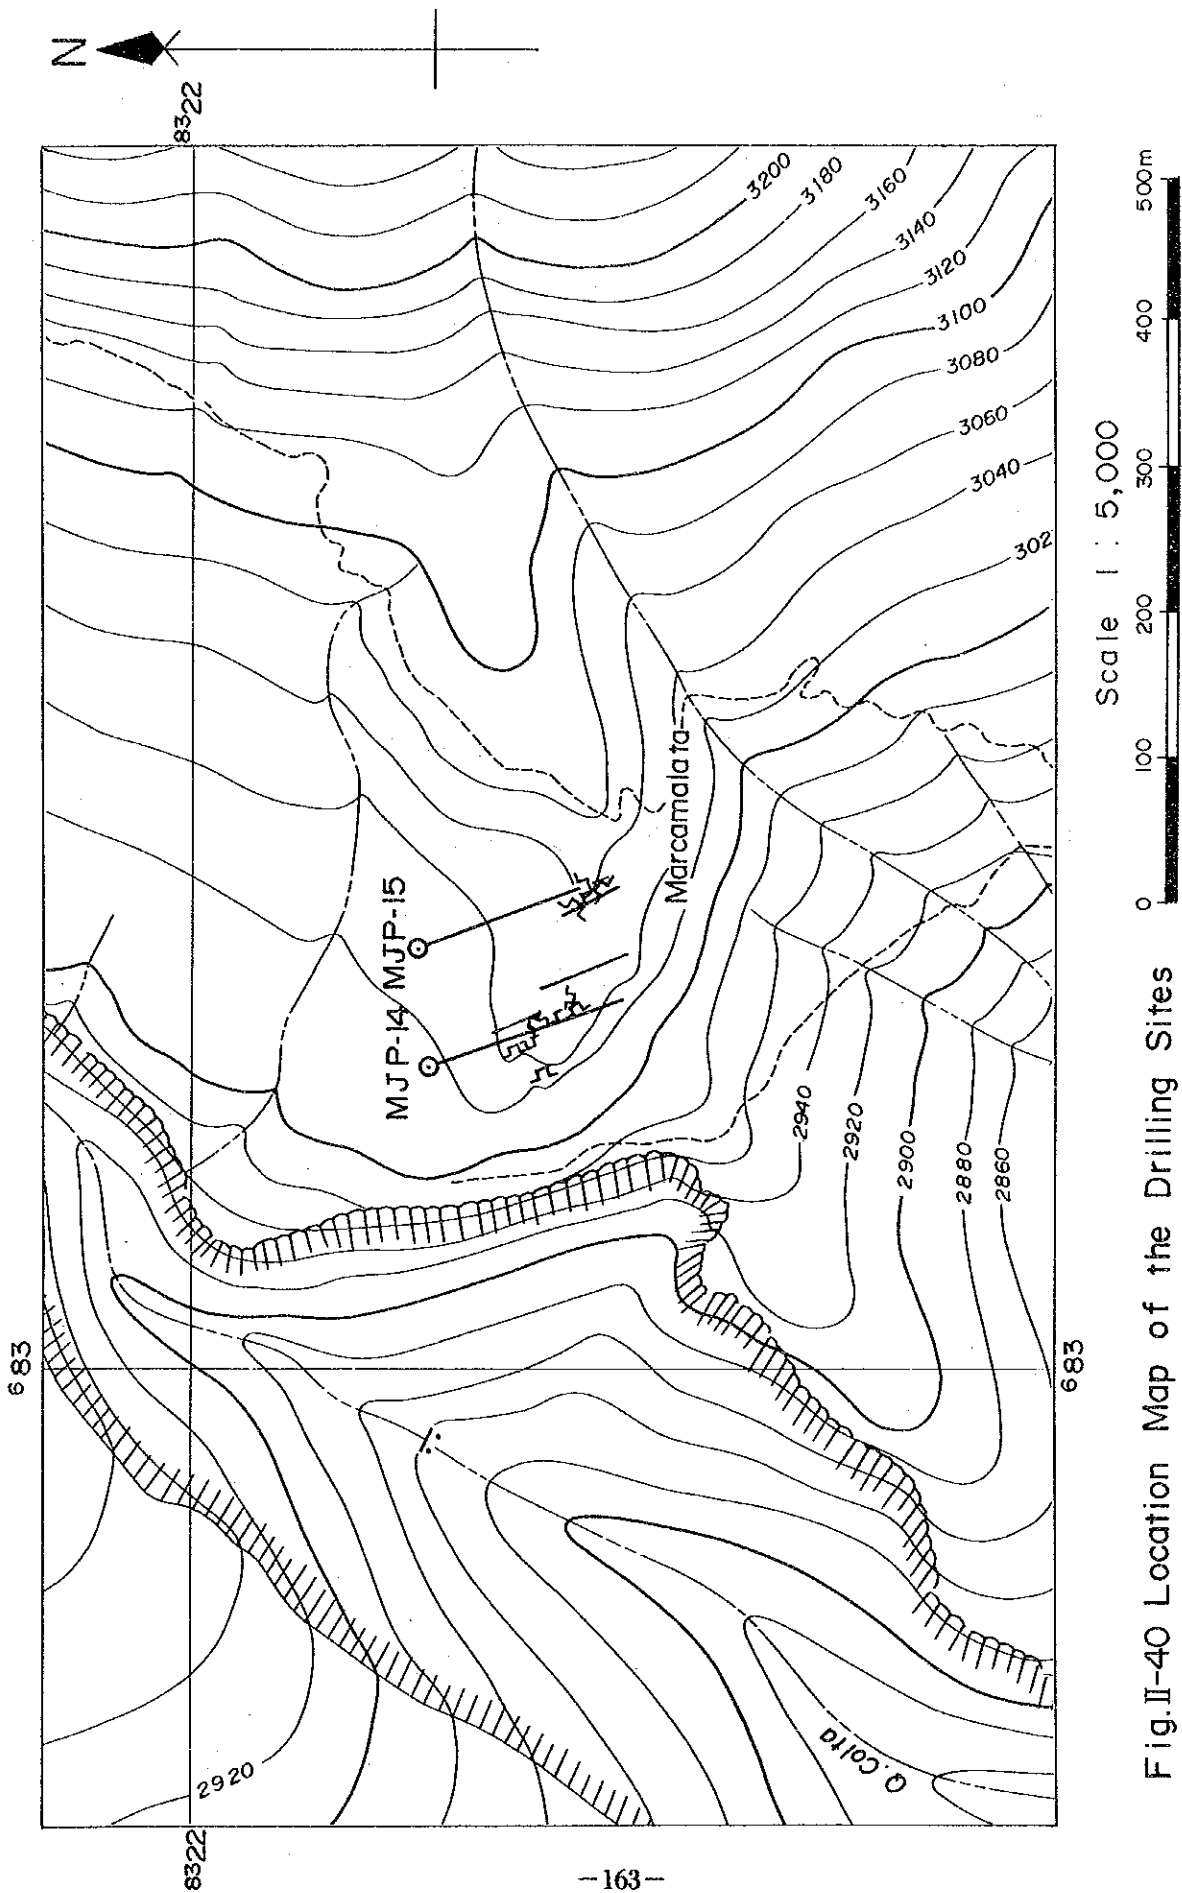 N
8322
8322
683
683
MJP-14
MJP-15
Marcamalata
Q. Colta
3200
3180
3160
3140
3120
3100
3080
3060
3040
302
2940
2920
2900
2880
2860
2920
Scale 1 : 5,000
0 100 200 300 400 500m
Fig.II-40 Location Map of the Drilling Sites
-163-